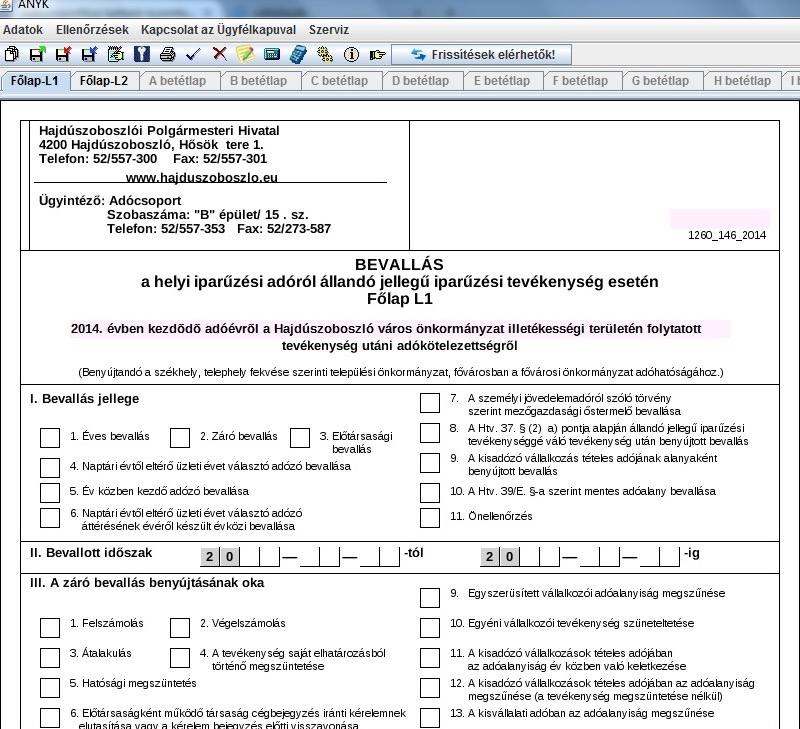 ANYK
Adatok Ellenőrzések Kapcsolat az Ügyfélkapuval Szerviz
Frissítések elérhetők!
Főlap-L1 Főlap-L2 A betétlap B betétlap C betétlap D betétlap E betétlap F betétlap G betétlap H betétlap I b
Hajdúszoboszlói Polgármesteri Hivatal
4200 Hajdúszoboszló, Hősök tere 1.
Telefon: 52/557-300 Fax: 52/557-301
www.hajduszoboszlo.eu
Ügyintéző: Adócsoport
Szobaszáma: "B" épület/ 15 . sz.
Telefon: 52/557-353 Fax: 52/273-587
1260_146_2014
BEVALLÁS
a helyi iparűzési adóról állandó jellegű iparűzési tevékenység esetén
Főlap L1
2014. évben kezdõdõ adóévrõl a Hajdúszoboszló város önkormányzat illetékességi területén folytatott
tevékenység utáni adókötelezettségről
(Benyújtandó a székhely, telephely fekvése szerinti települési önkormányzat, fővárosban a fővárosi önkormányzat adóhatóságához.)
I. Bevallás jellege
1. Éves bevallás 2. Záró bevallás 3. Előtársasági
bevallás
4. Naptári évtől eltérő üzleti évet választó adózó bevallása
5. Év közben kezdő adózó bevallása
6. Naptári évtől eltérő üzleti évet választó adózó
áttérésének évéről készült évközi bevallása
7. A személyi jövedelemadóról szóló törvény
szerint mezőgazdasági őstermelő bevallása
8. A Htv. 37. § (2) a) pontja alapján állandó jellegű iparűzési
tevékenységgé váló tevékenység után benyújtott bevallás
9. A kisadózó vállalkozás tételes adójának alanyaként
benyújtott bevallás
10. A Htv. 39/E. §-a szerint mentes adóalany bevallása
11. Önellenőrzés
II. Bevallott időszak 2 0 — — -tól 2 0 — — -ig
III. A záró bevallás benyújtásának oka
1. Felszámolás 2. Végelszámolás
3. Átalakulás 4. A tevékenység saját elhatározásból
történő megszüntetése
5. Hatósági megszüntetés
6. Előtársaságként működő társaság cégbejegyzés iránti kérelemnek
elutasítása vagy a kérelem bejegyzés előtti visszavonása
9. Egyszerüsített vállalkozói adóalanyiság megszűnése
10. Egyéni vállalkozói tevékenység szüneteltetése
11. A kisadózó vállalkozások tételes adójában
az adóalanyiság év közben való keletkezése
12. A kisadózó vállalkozások tételes adójában az adóalanyiság
megszűnése (a tevékenység megszüntetése nélkül)
13. A kisvállalati adóban az adóalanyiság megszűnése